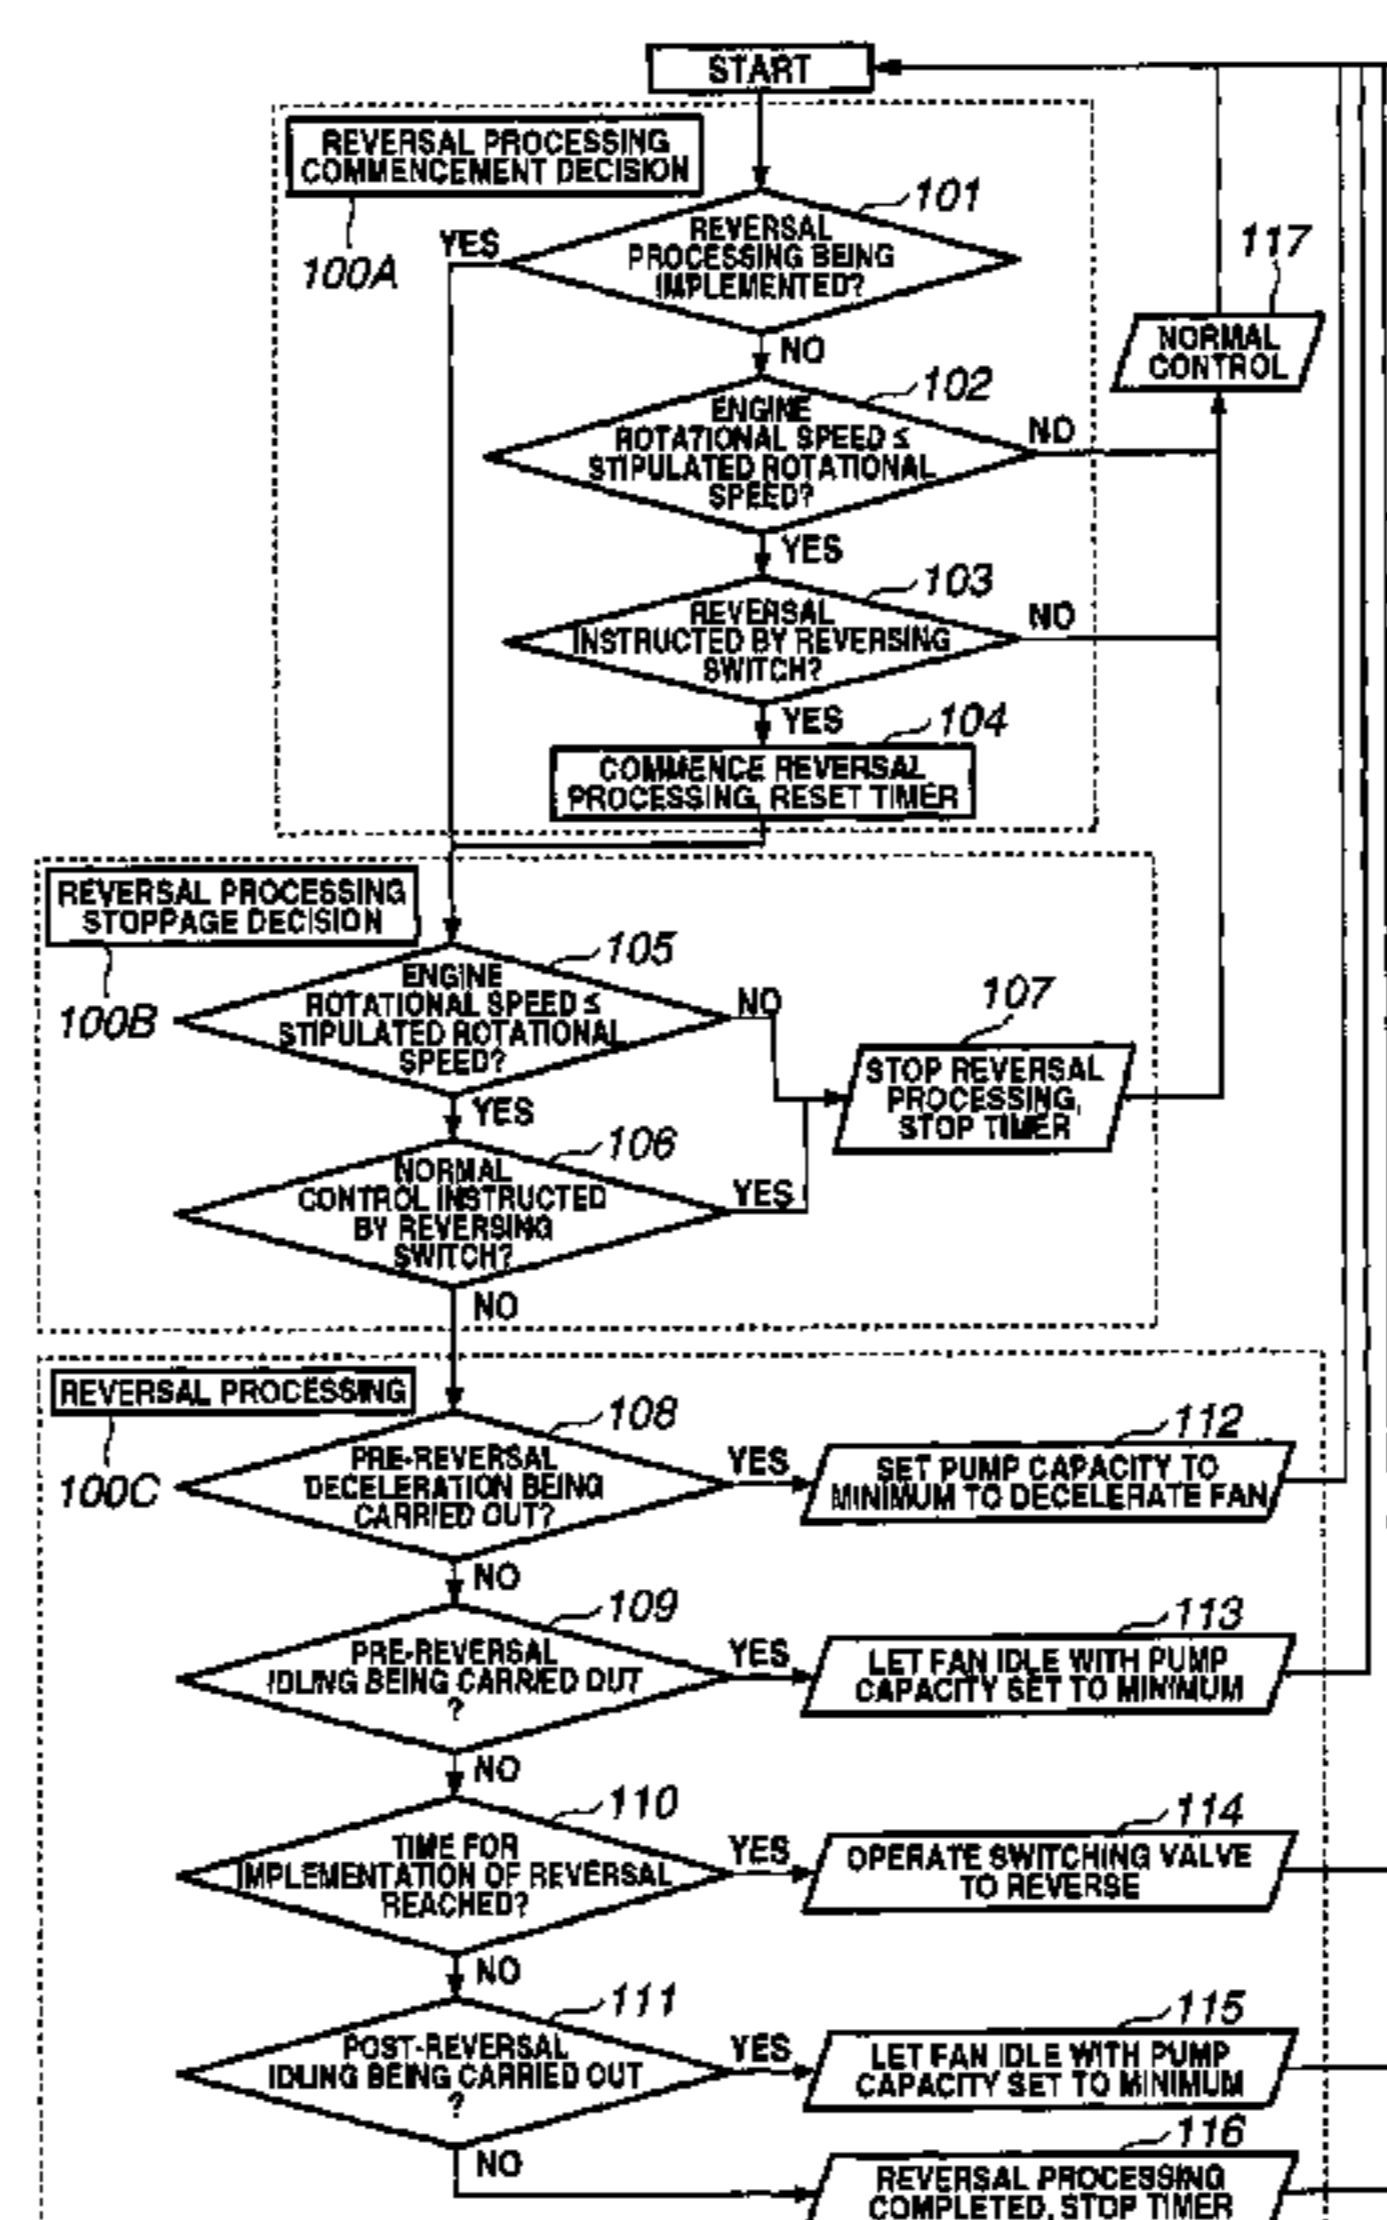 START
REVERSAL PROCESSING
COMMENCEMENT DECISION
100A
101
YES
REVERSAL
PROCESSING BEING
IMPLEMENTED?
NO
117
NORMAL
CONTROL
102
ENGINE
ROTATIONAL SPEED ≤
STIPULATED ROTATIONAL
SPEED?
NO
YES
103
REVERSAL
INSTRUCTED BY REVERSING
SWITCH?
NO
YES
104
COMMENCE REVERSAL
PROCESSING, RESET TIMER
REVERSAL PROCESSING
STOPPAGE DECISION
100B
105
ENGINE
ROTATIONAL SPEED ≤
STIPULATED ROTATIONAL
SPEED?
NO
YES
107
STOP REVERSAL
PROCESSING,
STOP TIMER
106
NORMAL
CONTROL INSTRUCTED
BY REVERSING
SWITCH?
YES
NO
REVERSAL PROCESSING
100C
108
PRE-REVERSAL
DECELERATION BEING
CARRIED OUT?
YES
112
SET PUMP CAPACITY TO
MINIMUM TO DECELERATE FAN
NO
109
PRE-REVERSAL
IDLING BEING CARRIED OUT
?
YES
113
LET FAN IDLE WITH PUMP
CAPACITY SET TO MINIMUM
NO
110
TIME FOR
IMPLEMENTATION OF REVERSAL
REACHED?
YES
114
OPERATE SWITCHING VALVE
TO REVERSE
NO
111
POST-REVERSAL
IDLING BEING CARRIED OUT
?
YES
115
LET FAN IDLE WITH PUMP
CAPACITY SET TO MINIMUM
NO
116
REVERSAL PROCESSING
COMPLETED, STOP TIMER